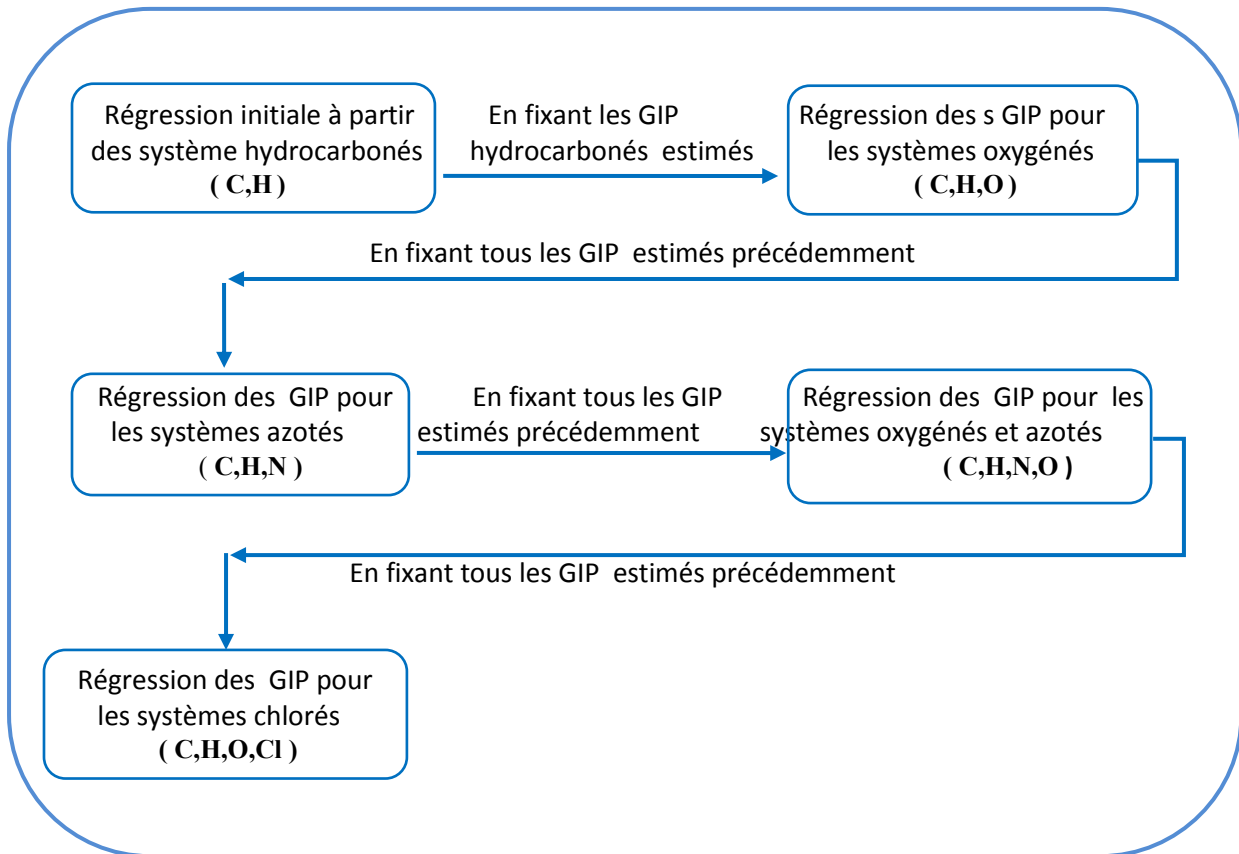 Régression initiale à partir
des système hydrocarbonés
( C,H )
En fixant les GIP
hydrocarbonés estimés
Régression des s GIP pour
les systèmes oxygénés
( C,H,O )
En fixant tous les GIP estimés précédemment
Régression des GIP pour
les systèmes azotés
( C,H,N )
En fixant tous les GIP
estimés précédemment
Régression des GIP pour les
systèmes oxygénés et azotés
( C,H,N,O )
En fixant tous les GIP estimés précédemment
Régression des GIP pour
les systèmes chlorés
( C,H,O,Cl )